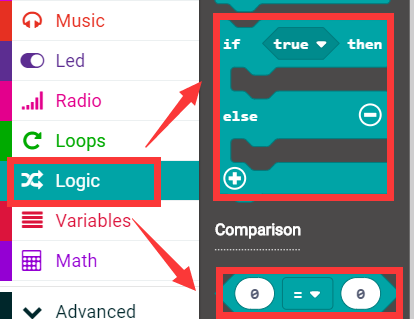 Music
Led
Radio
Loops
Logic
Variables
Math
Advanced
if true then
else
Comparison
0 = 0